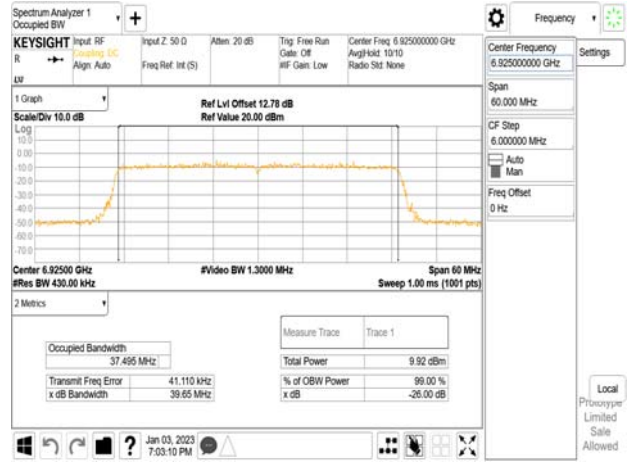 Spectrum Analyzer 1
Occupied BW
+
Frequency
KEYSIGHT
Input: RF
Coupling: DC
Align: Auto
Input Z: 50 Ω
Freq Ref: Int (S)
Atten: 20 dB
Trig: Free Run
Gate: Off
#IF Gain: Low
Center Freq: 6.925000000 GHz
Avg|Hold: 10/10
Radio Std: None
R
LXI
1 Graph
Scale/Div 10.0 dB
Ref Lvl Offset 12.78 dB
Ref Value 20.00 dBm
Log
10.0
0.00
-10.0
-20.0
-30.0
-40.0
-50.0
-60.0
-70.0
Center 6.92500 GHz
#Res BW 430.00 kHz
#Video BW 1.3000 MHz
Span 60 MHz
Sweep 1.00 ms (1001 pts)
2 Metrics
Measure Trace Trace 1
Occupied Bandwidth
37.495 MHz
Total Power 9.92 dBm
Transmit Freq Error 41.110 kHz
% of OBW Power 99.00 %
x dB Bandwidth 39.65 MHz
x dB -26.00 dB
?
Jan 03, 2023
7:03:10 PM
Center Frequency
6.925000000 GHz
Settings
Span
60.000 MHz
CF Step
6.000000 MHz
Auto
Man
Freq Offset
0 Hz
Local
Prototype
Limited
Sale
Allowed